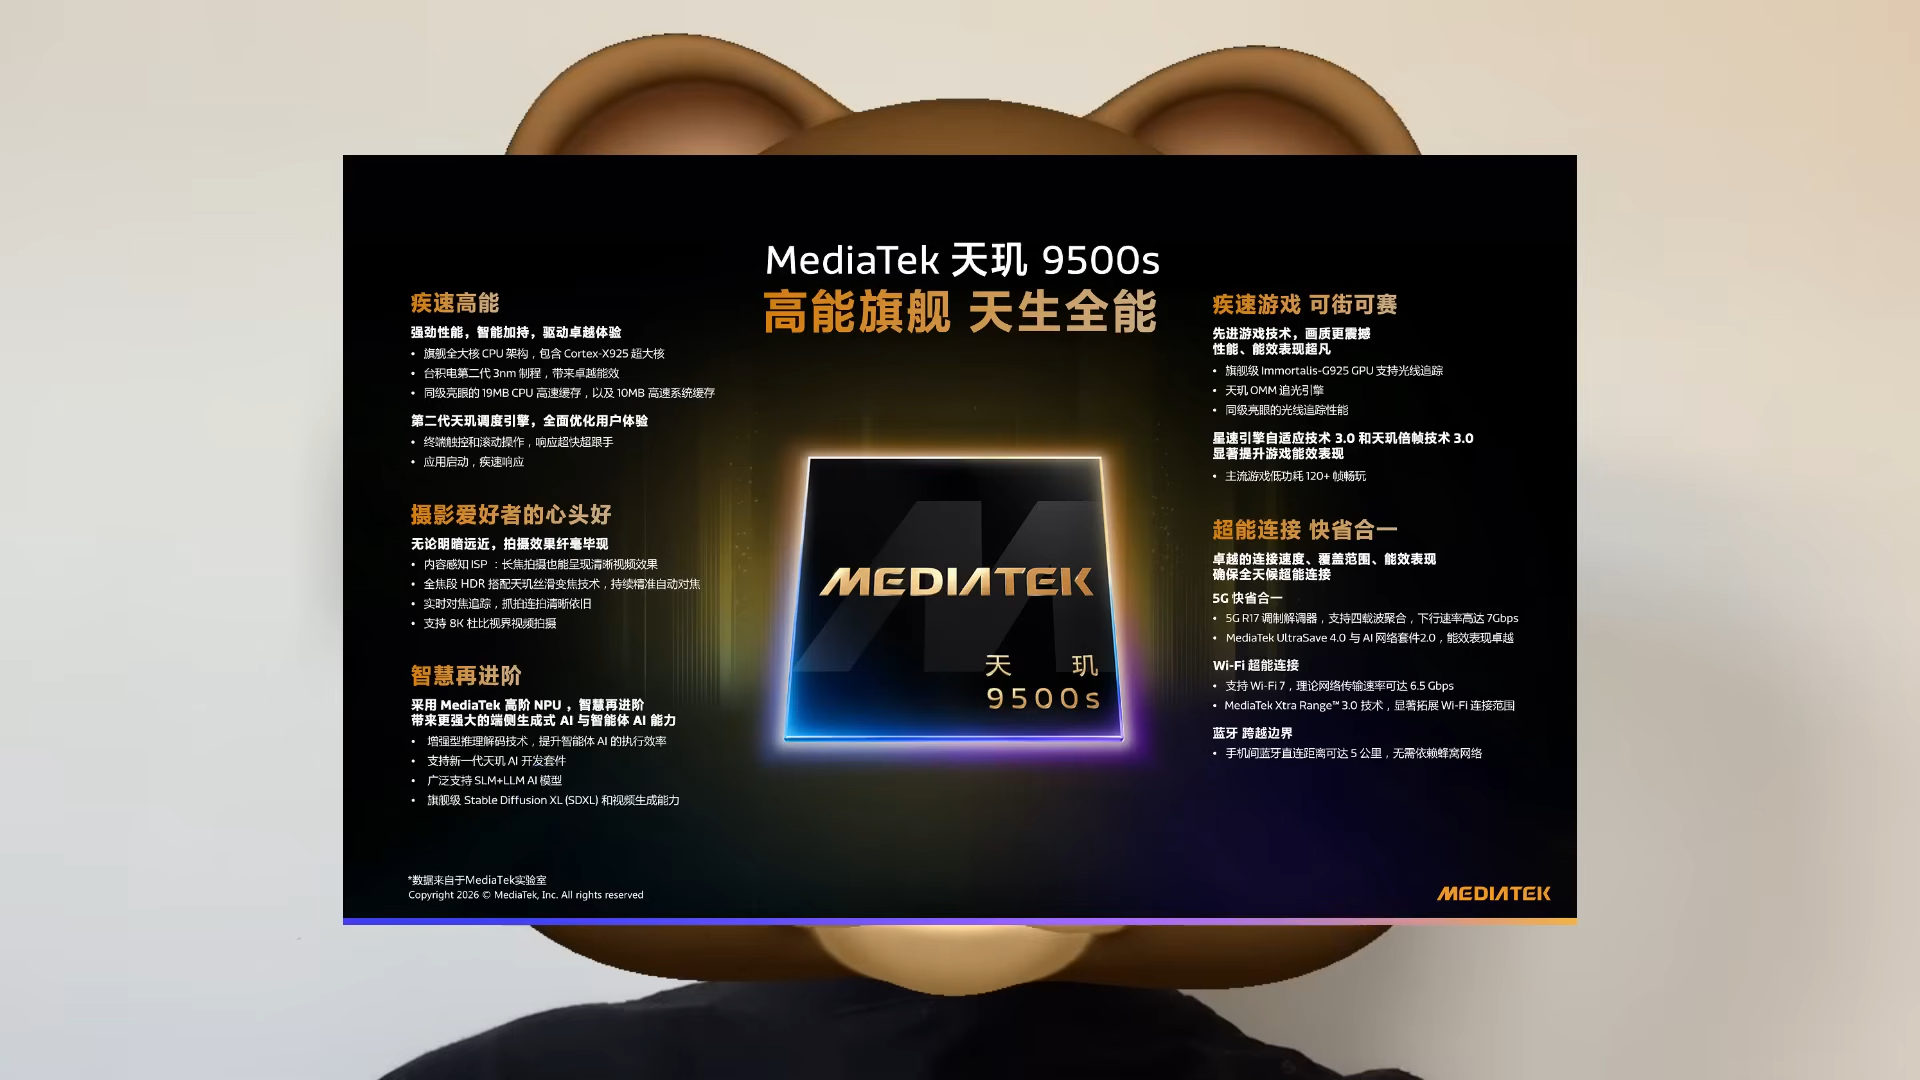 MediaTek 天玑 9500s
高能旗舰 天生全能
疾速高能
强劲性能，智能加持，驱动卓越体验
• 旗舰全大核 CPU 架构，包含 Cortex-X925 超大核
• 台积电第二代 3nm 制程，带来卓越能效
• 同级亮眼的 19MB CPU 高速缓存，以及 10MB 高速系统缓存
第二代天玑调度引擎，全面优化用户体验
• 终端触控和滚动操作，响应超快超跟手
• 应用启动，疾速响应
摄影爱好者的心头好
无论明暗远近，拍摄效果纤毫毕现
• 内容感知 ISP ：长焦拍摄也能呈现清晰视频效果
• 全焦段 HDR 搭配天玑丝滑变焦技术，持续精准自动对焦
• 实时对焦追踪，抓拍连拍清晰依旧
• 支持 8K 杜比视界视频拍摄
智慧再进阶
采用 MediaTek 高阶 NPU ，智慧再进阶
带来更强大的端侧生成式 AI 与智能体 AI 能力
• 增强型推理解码技术，提升智能体 AI 的执行效率
• 支持新一代天玑 AI 开发套件
• 广泛支持 SLM+LLM AI 模型
• 旗舰级 Stable Diffusion XL (SDXL) 和视频生成能力
*数据来自于MediaTek实验室
Copyright 2026 © MediaTek, Inc. All rights reserved
MEDIATEK
天 玑
9500s
疾速游戏 可街可赛
先进游戏技术，画质更震撼
性能、能效表现超凡
• 旗舰级 Immortalis-G925 GPU 支持光线追踪
• 天玑 OMM 追光引擎
• 同级亮眼的光线追踪性能
星速引擎自适应技术 3.0 和天玑倍帧技术 3.0
显著提升游戏能效表现
• 主流游戏低功耗 120+ 帧畅玩
超能连接 快省合一
卓越的连接速度、覆盖范围、能效表现
确保全天候超能连接
5G 快省合一
• 5G R17 调制解调器，支持四载波聚合，下行速率高达 7Gbps
• MediaTek UltraSave 4.0 与 AI 网络套件2.0，能效表现卓越
Wi-Fi 超能连接
• 支持 Wi-Fi 7，理论网络传输速率可达 6.5 Gbps
• MediaTek Xtra Range™ 3.0 技术，显著拓展 Wi-Fi 连接范围
蓝牙 跨越边界
• 手机间蓝牙直连距离可达 5 公里，无需依赖蜂窝网络
MEDIATEK